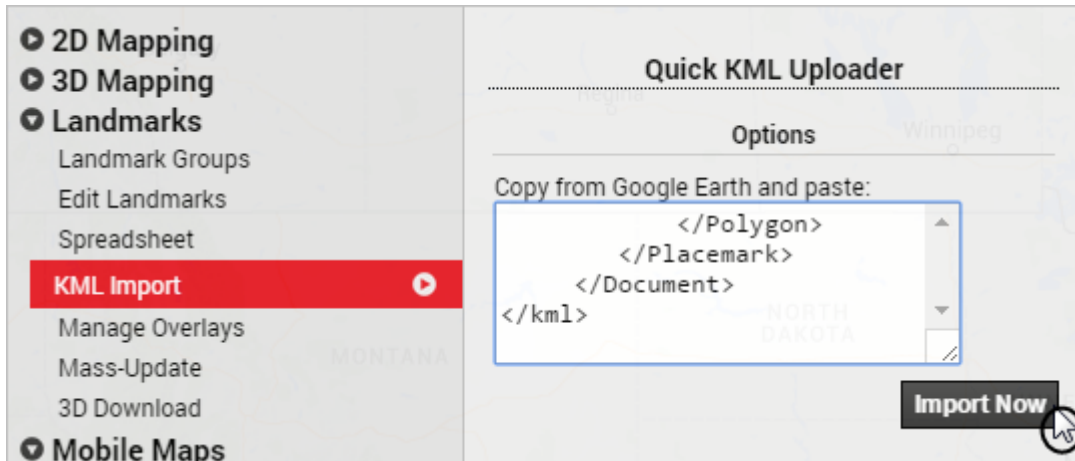 2D Mapping
3D Mapping
Landmarks
Landmark Groups
Edit Landmarks
Spreadsheet
KML Import
Manage Overlays
Mass-Update
3D Download
Mobile Maps
MONTANA
Quick KML Uploader
Regina
Options
Winnipeg
Copy from Google Earth and paste:
</Polygon>
</Placemark>
</Document>
</kml>
NORTH
DAKOTA
Import Now